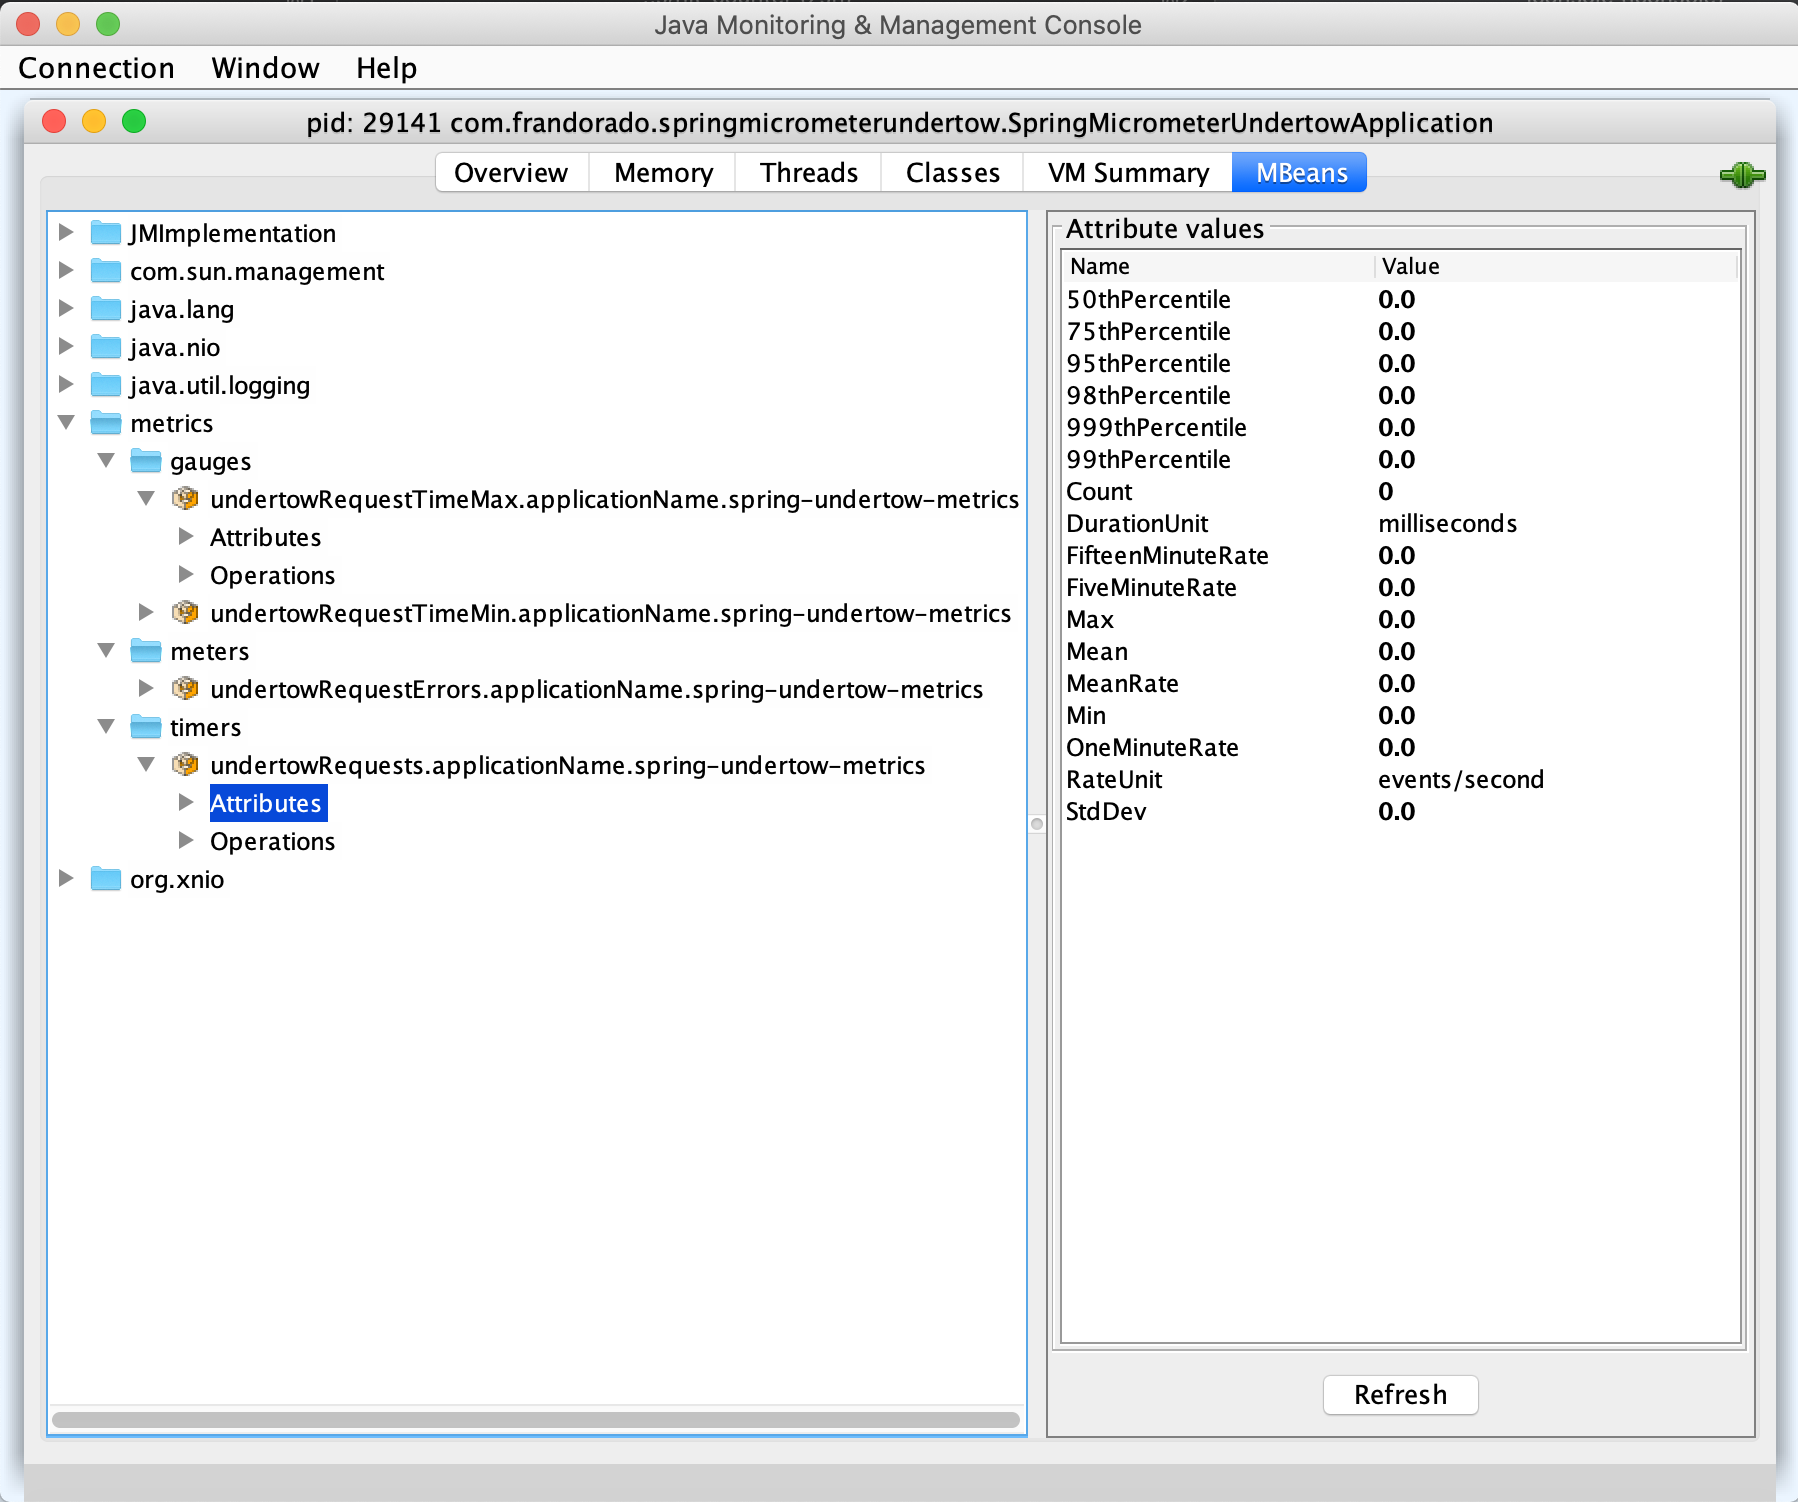 Java Monitoring & Management Console
Connection Window Help
pid: 29141 com.frandorado.springmicrometerundertow.SpringMicrometerUndertowApplication
Overview Memory Threads Classes VM Summary MBeans
JMImplementation
com.sun.management
java.lang
java.nio
java.util.logging
metrics
gauges
undertowRequestTimeMax.applicationName.spring-undertow-metrics
Attributes
Operations
undertowRequestTimeMin.applicationName.spring-undertow-metrics
meters
undertowRequestErrors.applicationName.spring-undertow-metrics
timers
undertowRequests.applicationName.spring-undertow-metrics
Attributes
Operations
org.xnio
Attribute values
Name Value
50thPercentile 0.0
75thPercentile 0.0
95thPercentile 0.0
98thPercentile 0.0
999thPercentile 0.0
99thPercentile 0.0
Count 0
DurationUnit milliseconds
FifteenMinuteRate 0.0
FiveMinuteRate 0.0
Max 0.0
Mean 0.0
MeanRate 0.0
Min 0.0
OneMinuteRate 0.0
RateUnit events/second
StdDev 0.0
Refresh